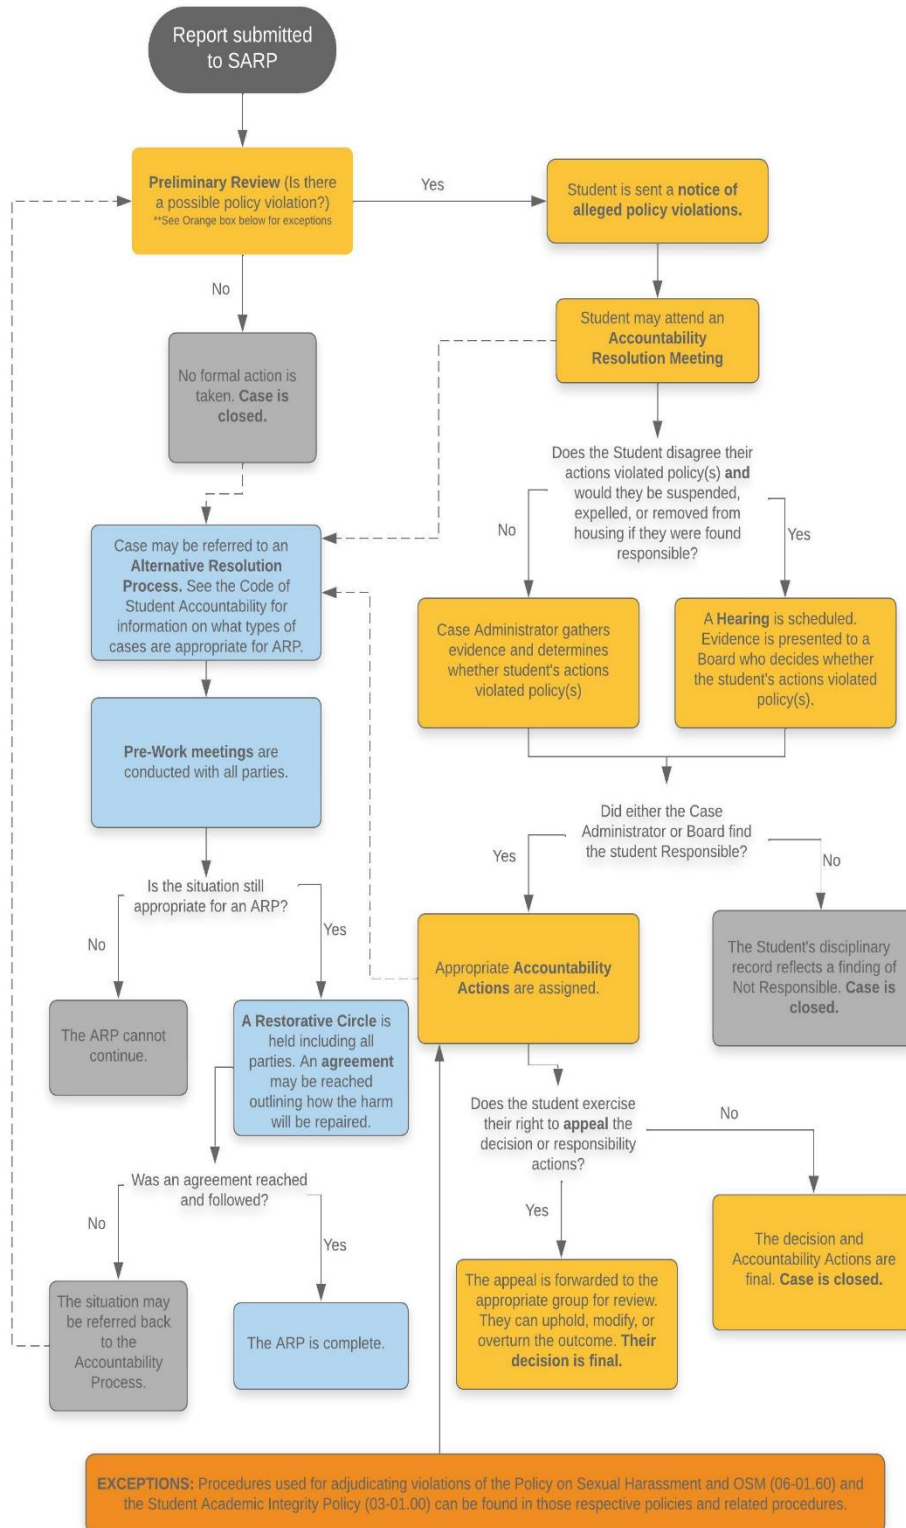 Report submitted
to SARP
Preliminary Review (Is there
a possible policy violation?)
**See Orange box below for exceptions
Yes
Student is sent a notice of
alleged policy violations.
No
Student may attend an
Accountability
Resolution Meeting
No formal action is
taken. Case is
closed.
Does the Student disagree their
actions violated policy(s) and
would they be suspended,
expelled, or removed from
housing if they were found
responsible?
No
Yes
Case may be referred to an
Alternative Resolution
Process. See the Code of
Student Accountability for
information on what types of
cases are appropriate for ARP.
Case Administrator gathers
evidence and determines
whether student's actions
violated policy(s)
A Hearing is scheduled.
Evidence is presented to a
Board who decides whether
the student's actions violated
policy(s).
Pre-Work meetings are
conducted with all parties.
Did either the Case
Administrator or Board find
the student Responsible?
Yes
No
Is the situation still
appropriate for an ARP?
No
Yes
Appropriate Accountability
Actions are assigned.
The Student's disciplinary
record reflects a finding of
Not Responsible. Case is
closed.
The ARP cannot
continue.
A Restorative Circle is
held including all
parties. An agreement
may be reached
outlining how the harm
will be repaired.
Does the student exercise
their right to appeal the
decision or responsibility
actions?
No
Yes
Was an agreement reached
and followed?
No
Yes
The decision and
Accountability Actions are
final. Case is closed.
The appeal is forwarded to the
appropriate group for review.
They can uphold, modify, or
overturn the outcome. Their
decision is final.
The situation may
be referred back
to the
Accountability
Process.
The ARP is complete.
EXCEPTIONS: Procedures used for adjudicating violations of the Policy on Sexual Harassment and OSM (06-01.60) and
the Student Academic Integrity Policy (03-01.00) can be found in those respective policies and related procedures.